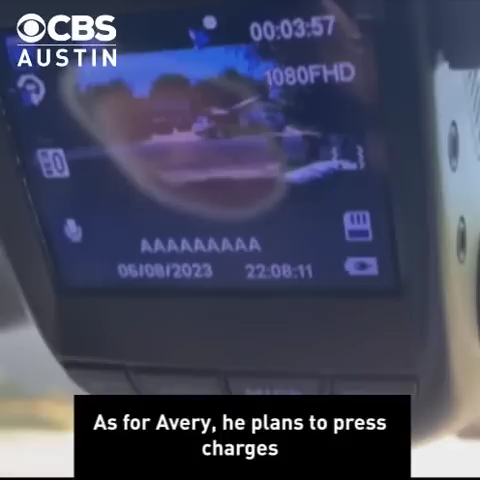 CBS
AUSTIN
00:03:57
1080FHD
AAAAAAAAA
06/08/2023 22:08:11
As for Avery, he plans to press
charges